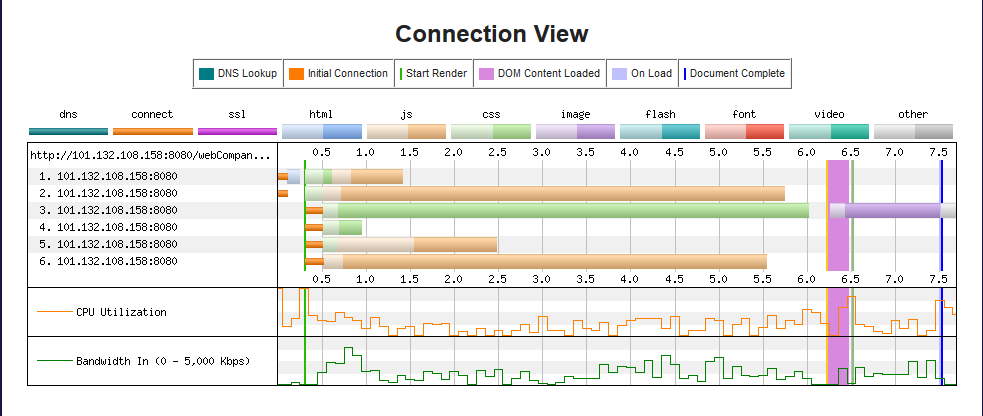 Connection View
DNS Lookup Initial Connection Start Render DOM Content Loaded On Load Document Complete
dns connect ssl html js css image flash font video other
http://101.132.108.158:8080/webCompan... 0.5 1.0 1.5 2.0 2.5 3.0 3.5 4.0 4.5 5.0 5.5 6.0 6.5 7.0 7.5
1. 101.132.108.158:8080
2. 101.132.108.158:8080
3. 101.132.108.158:8080
4. 101.132.108.158:8080
5. 101.132.108.158:8080
6. 101.132.108.158:8080
0.5 1.0 1.5 2.0 2.5 3.0 3.5 4.0 4.5 5.0 5.5 6.0 6.5 7.0 7.5
CPU Utilization
Bandwidth In (0 - 5,000 Kbps)